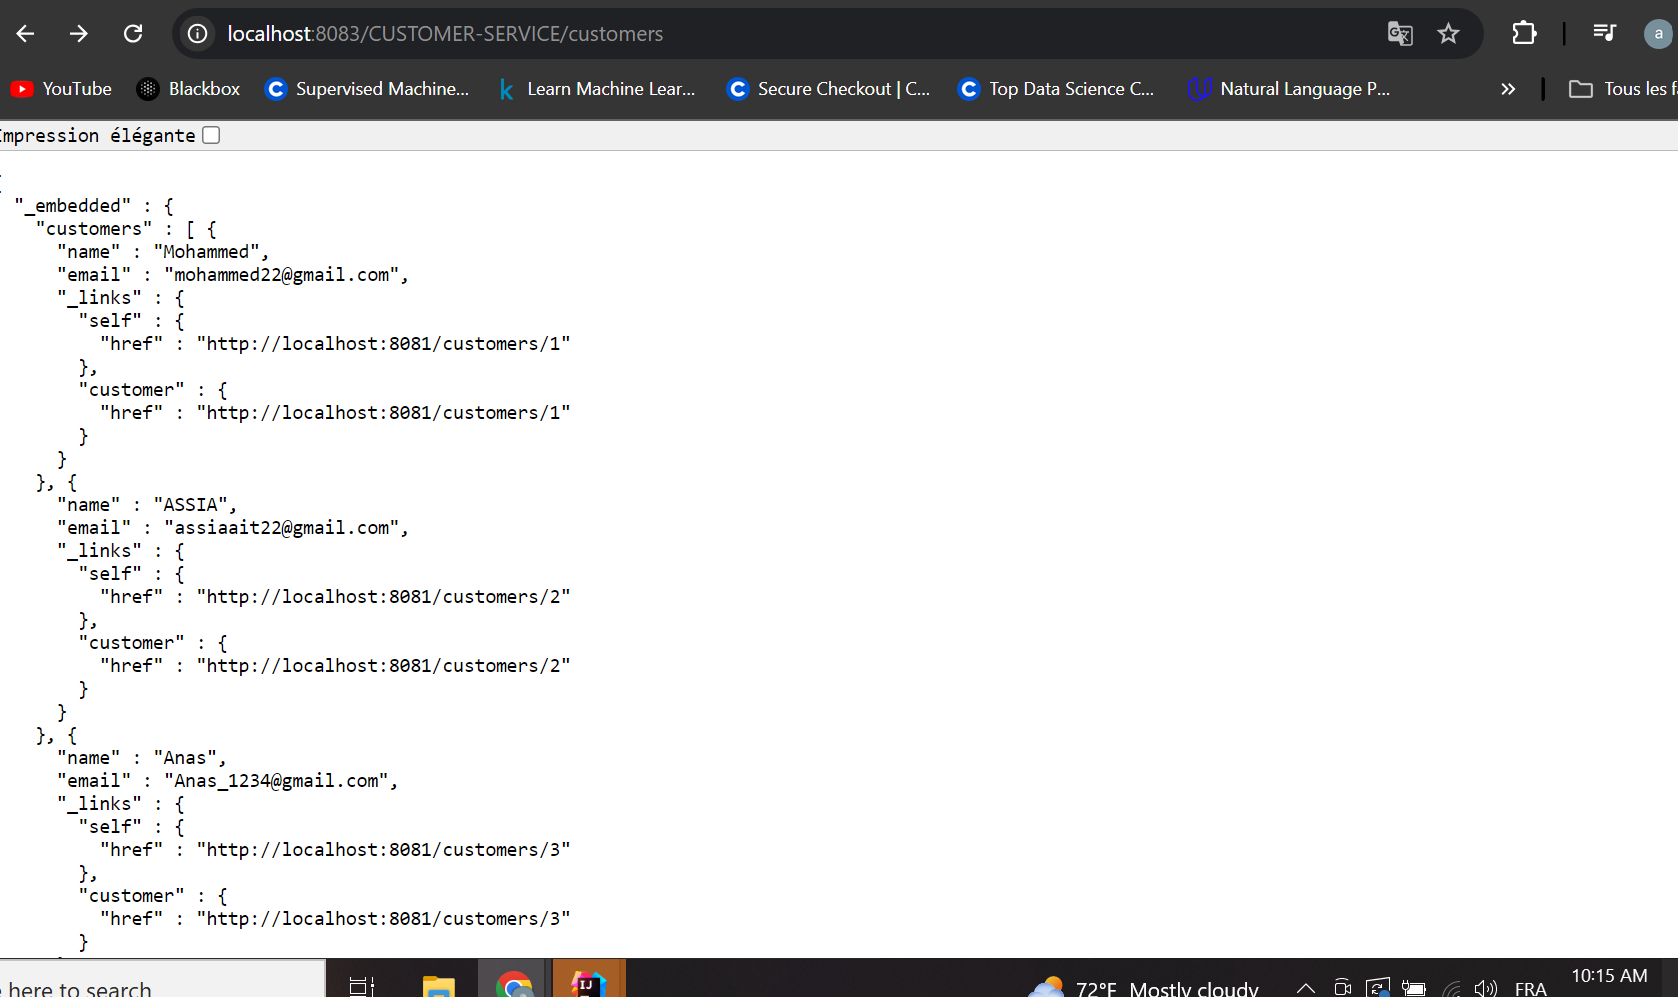 localhost:8083/CUSTOMER-SERVICE/customers
a
YouTube Blackbox Supervised Machine... Learn Machine Lear... Secure Checkout | C... Top Data Science C... Natural Language P... » Tous les fa
Impression élégante
{
"_embedded" : {
"customers" : [ {
"name" : "Mohammed",
"email" : "mohammed22@gmail.com",
"_links" : {
"self" : {
"href" : "http://localhost:8081/customers/1"
},
"customer" : {
"href" : "http://localhost:8081/customers/1"
}
}
}, {
"name" : "ASSIA",
"email" : "assiaait22@gmail.com",
"_links" : {
"self" : {
"href" : "http://localhost:8081/customers/2"
},
"customer" : {
"href" : "http://localhost:8081/customers/2"
}
}
}, {
"name" : "Anas",
"email" : "Anas_1234@gmail.com",
"_links" : {
"self" : {
"href" : "http://localhost:8081/customers/3"
},
"customer" : {
"href" : "http://localhost:8081/customers/3"
}
here to search
IJ
72°F Mostly cloudy
FRA
10:15 AM